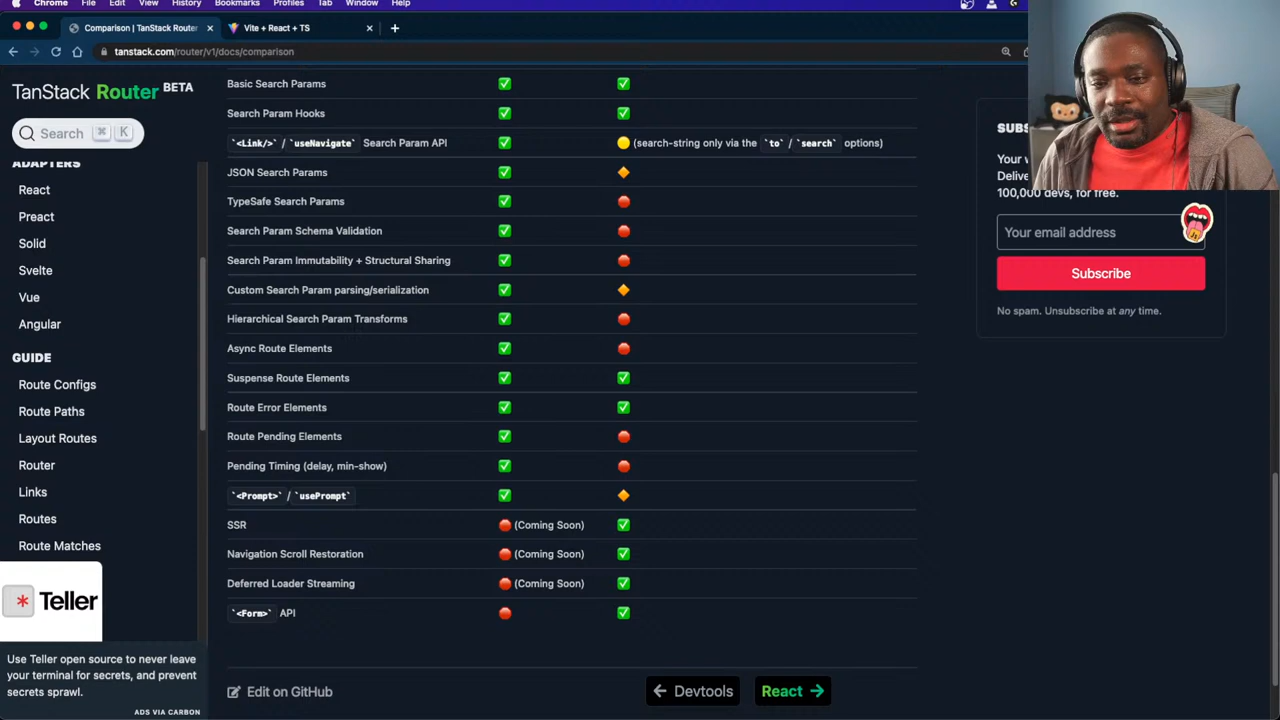 Chrome File Edit View History Bookmarks Profiles Tab Window Help
Comparison | TanStack Router
Vite + React + TS
tanstack.com/router/v1/docs/comparison
TanStack Router BETA
Search ⌘ K
ADAPTERS
React
Preact
Solid
Svelte
Vue
Angular
GUIDE
Route Configs
Route Paths
Layout Routes
Router
Links
Routes
Route Matches
* Teller
Use Teller open source to never leave
your terminal for secrets, and prevent
secrets sprawl.
ADS VIA CARBON
Basic Search Params ✅ ✅
Search Param Hooks ✅ ✅
`<Link/>` / `useNavigate` Search Param API ✅ 🟡 (search-string only via the `to` / `search` options)
JSON Search Params ✅ 🔶
TypeSafe Search Params ✅ 🛑
Search Param Schema Validation ✅ 🛑
Search Param Immutability + Structural Sharing ✅ 🛑
Custom Search Param parsing/serialization ✅ 🔶
Hierarchical Search Param Transforms ✅ 🛑
Async Route Elements ✅ 🛑
Suspense Route Elements ✅ ✅
Route Error Elements ✅ ✅
Route Pending Elements ✅ 🛑
Pending Timing (delay, min-show) ✅ 🛑
`<Prompt>` / `usePrompt` ✅ 🔶
SSR 🛑 (Coming Soon) ✅
Navigation Scroll Restoration 🛑 (Coming Soon) ✅
Deferred Loader Streaming 🛑 (Coming Soon) ✅
`<Form>` API 🛑 ✅
Edit on GitHub
← Devtools
React →
100,000 devs, for free.
Your email address
Subscribe
No spam. Unsubscribe at any time.